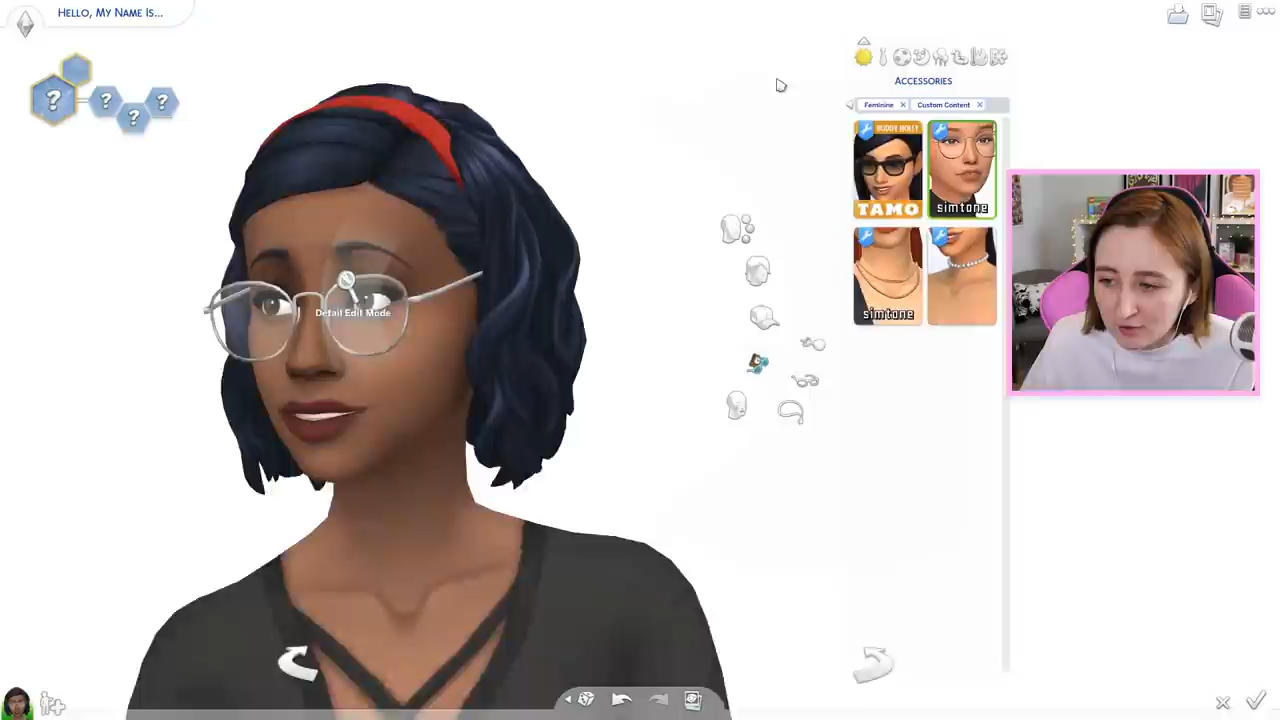 Hello, My Name Is...
Accessories
Feminine
Custom Content
BUDDY HOLLY
TAMO
simtone
simtone
Detail Edit Mode
?
?
?
?